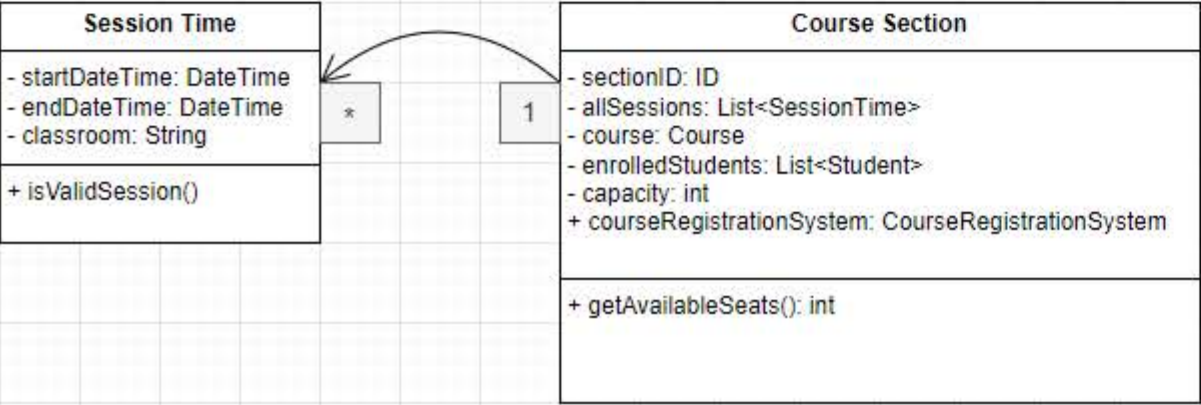 Session Time
- startDateTime: DateTime
- endDateTime: DateTime
- classroom: String
+ isValidSession()
*
1
Course Section
- sectionID: ID
- allSessions: List<SessionTime>
- course: Course
- enrolledStudents: List<Student>
- capacity: int
+ courseRegistrationSystem: CourseRegistrationSystem
+ getAvailableSeats(): int